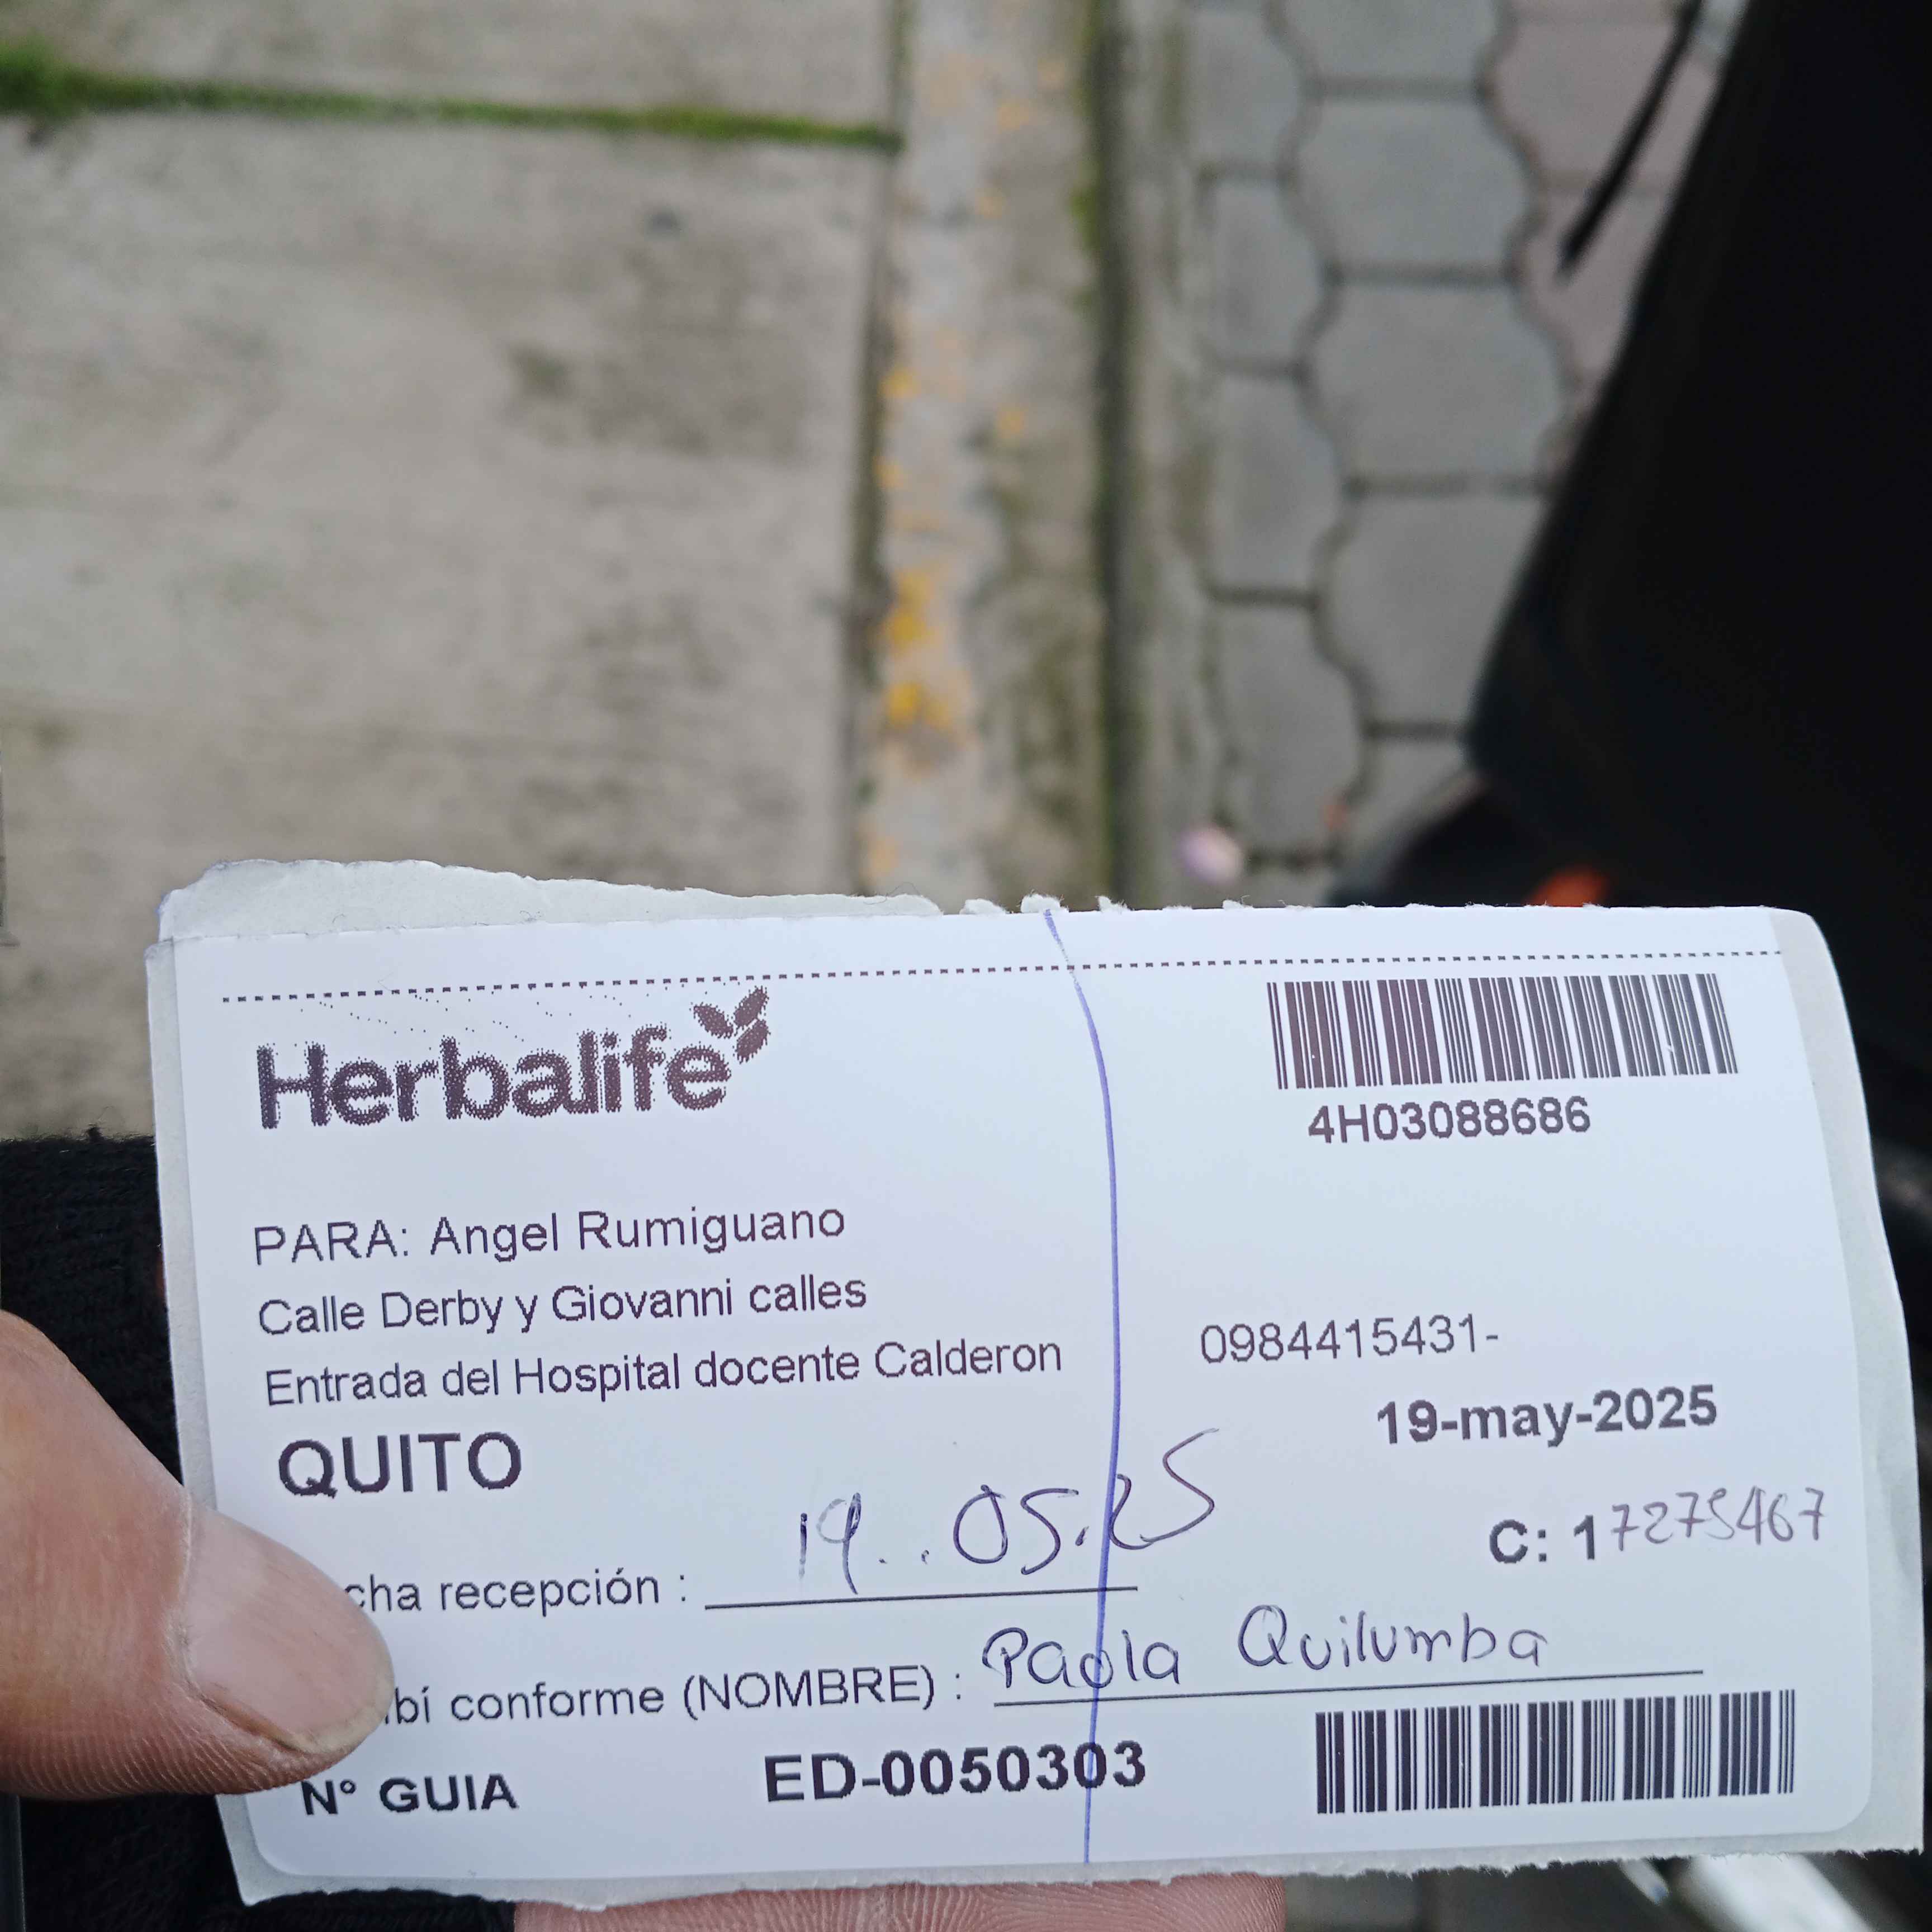 Herbalife
4H03088686
PARA: Angel Rumiguano
Calle Derby y Giovanni calles
Entrada del Hospital docente Calderon
0984415431-
QUITO
19-may-2025
C: 17275467
cha recepción : 19..05.25
bí conforme (NOMBRE) : Paola Quilumba
N° GUIA ED-0050303